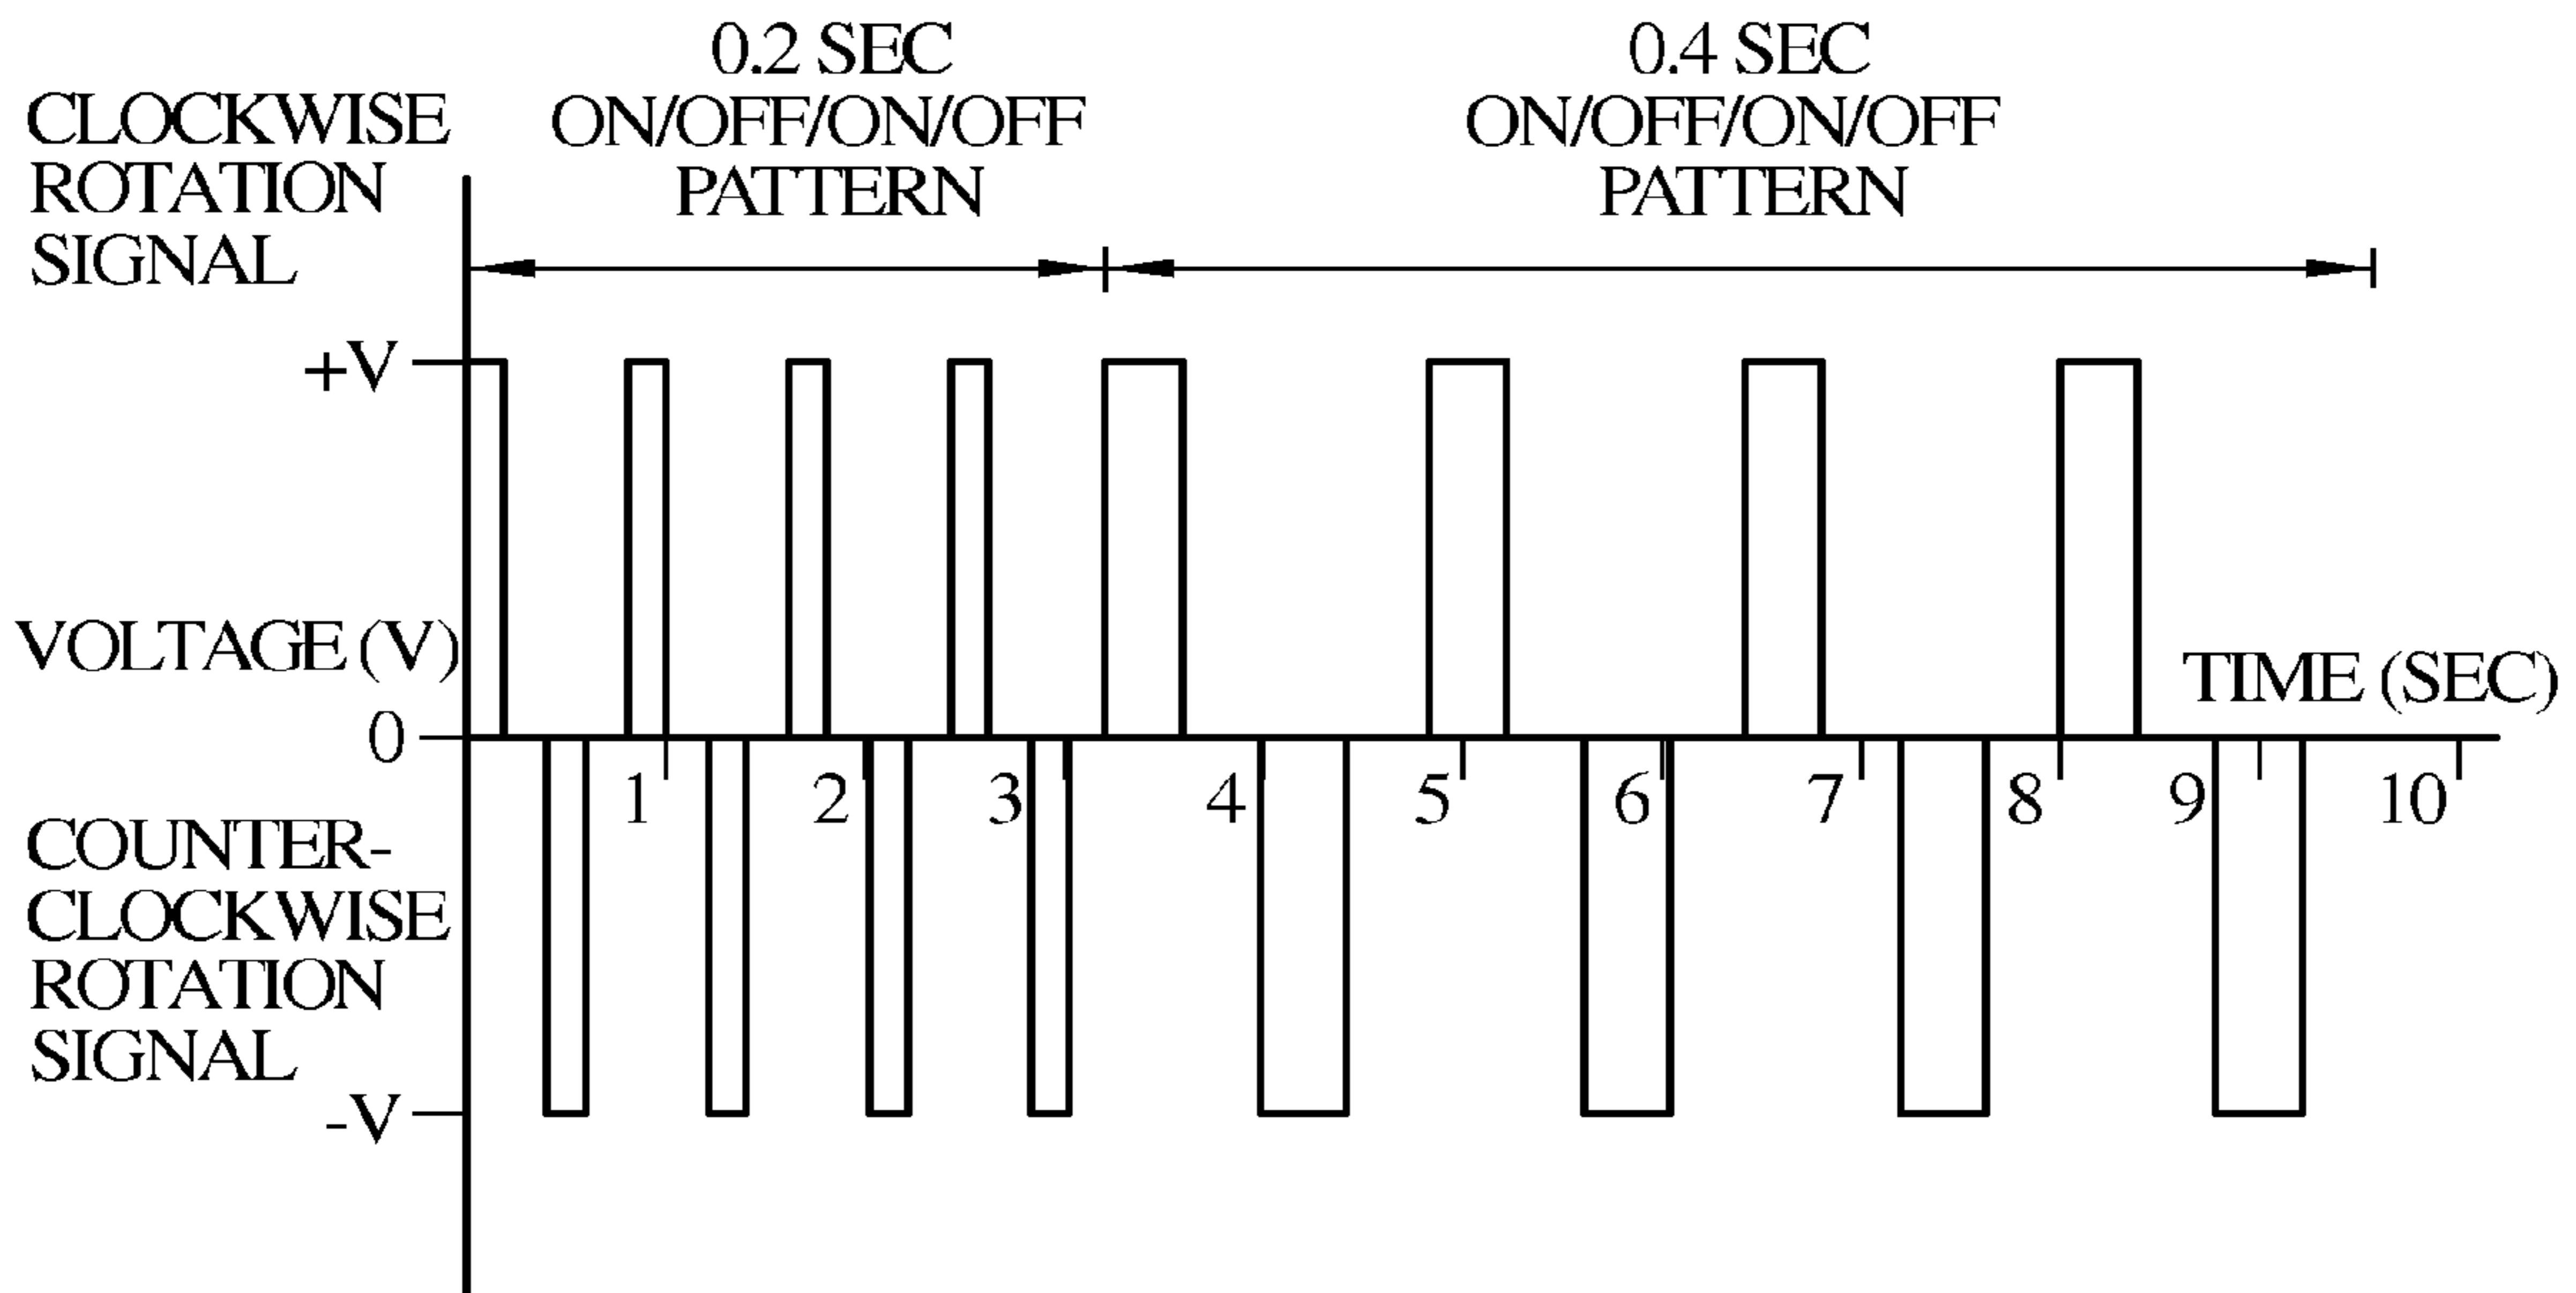 0.2 SEC
ON/OFF/ON/OFF
PATTERN
0.4 SEC
ON/OFF/ON/OFF
PATTERN
CLOCKWISE
ROTATION
SIGNAL
+V
VOLTAGE (V)
TIME (SEC)
0
1 2 3 4 5 6 7 8 9 10
COUNTER-
CLOCKWISE
ROTATION
SIGNAL
-V